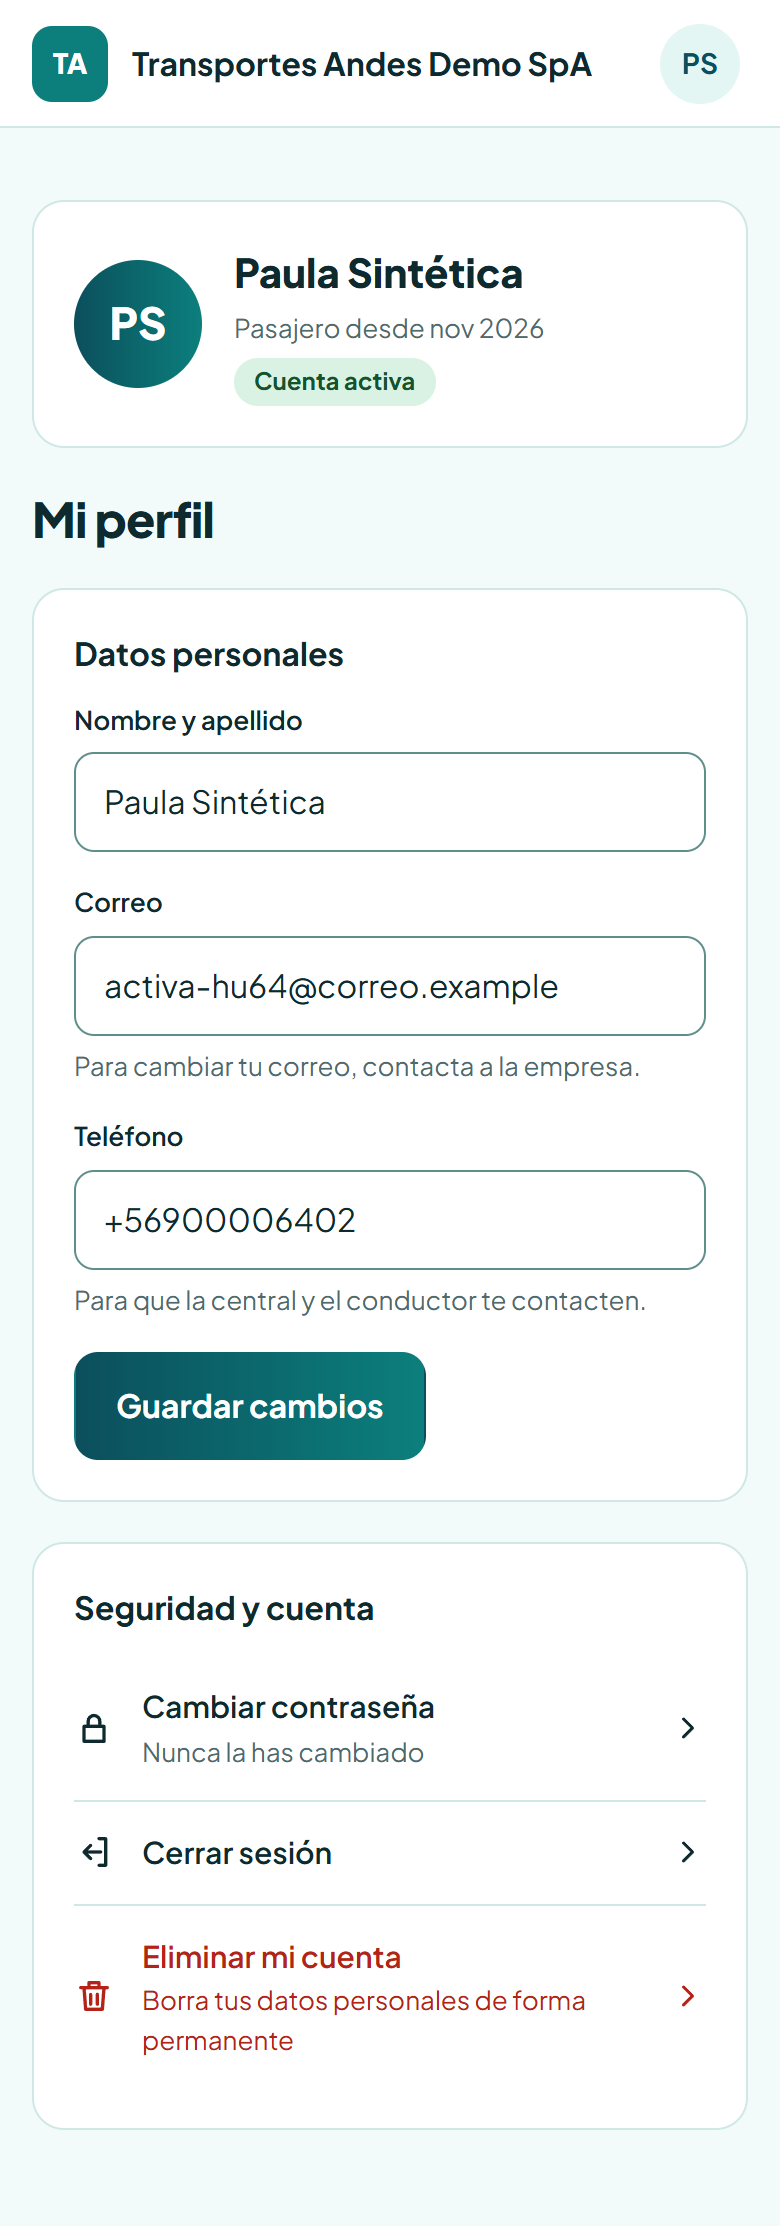 TA
Transportes Andes Demo SpA
PS
PS
Paula Sintética
Pasajero desde nov 2026
Cuenta activa
Mi perfil
Datos personales
Nombre y apellido
Paula Sintética
Correo
activa-hu64@correo.example
Para cambiar tu correo, contacta a la empresa.
Teléfono
+56900006402
Para que la central y el conductor te contacten.
Guardar cambios
Seguridad y cuenta
Cambiar contraseña
Nunca la has cambiado
Cerrar sesión
Eliminar mi cuenta
Borra tus datos personales de forma
permanente